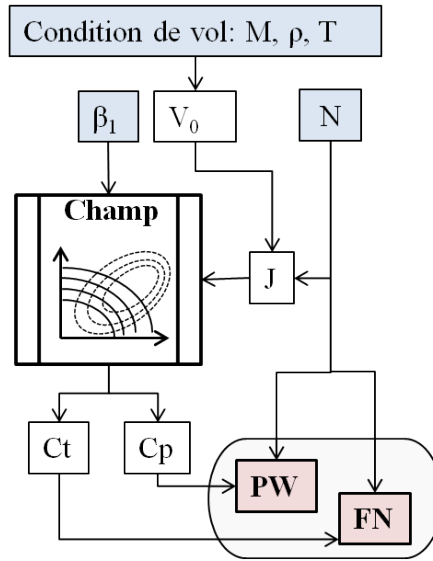 Condition de vol: M, ρ, T
β₁
V₀
N
Champ
J
Ct
Cp
PW
FN